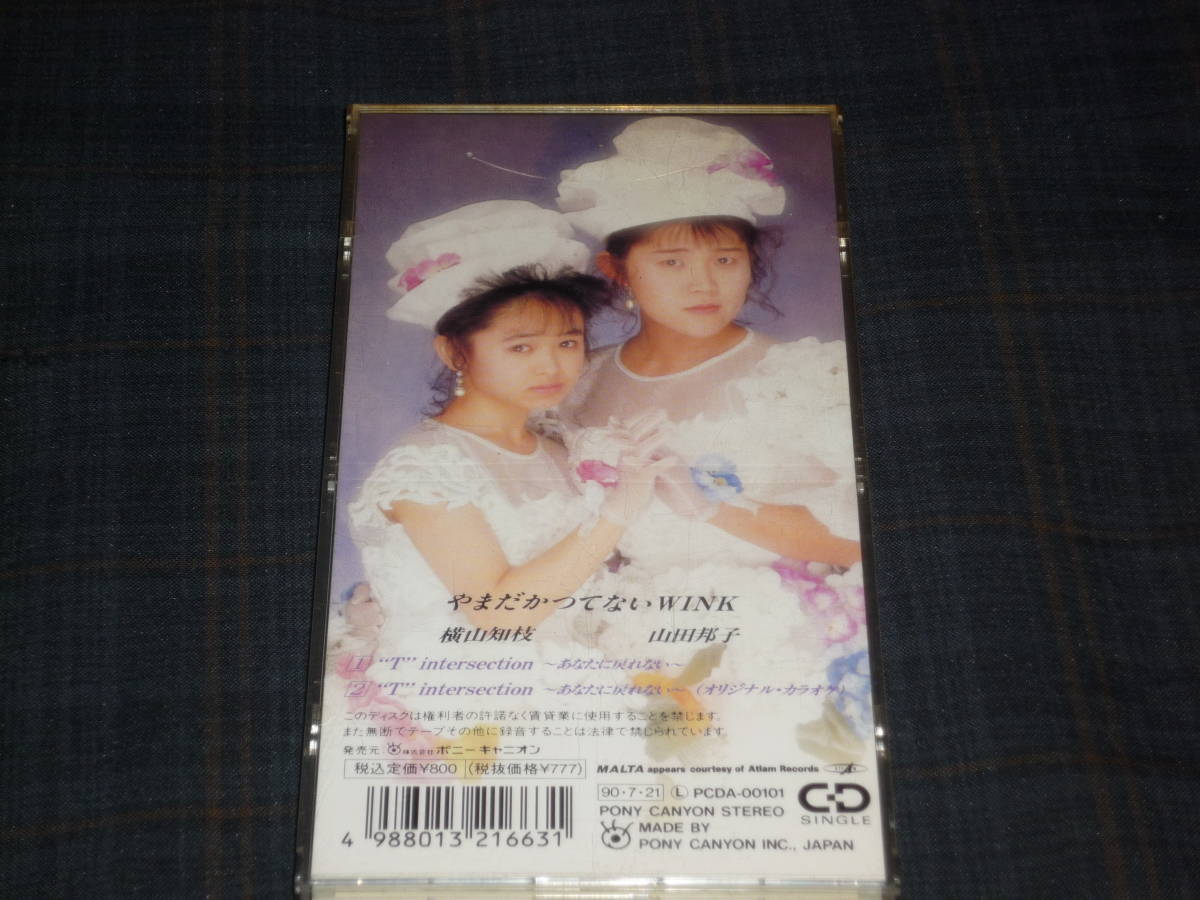 やまだかつてないWINK
横山知枝 山田邦子
1 “T” intersection ～あなたに戻れない～
2 “T” intersection ～あなたに戻れない～（オリジナル・カラオケ）
このディスクは権利者の許諾なく賃貸業に使用することを禁じます。
また無断でテープその他に録音することは法律で禁じられています。
発売元: 株式会社 ポニーキャニオン
税込定価¥800 (税抜価格¥777)
MALTA appears courtesy of Atlam Records
90・7・21 Ⓛ PCDA-00101
PONY CANYON STEREO
MADE BY
PONY CANYON INC., JAPAN
CD
SINGLE
4 988013 216631